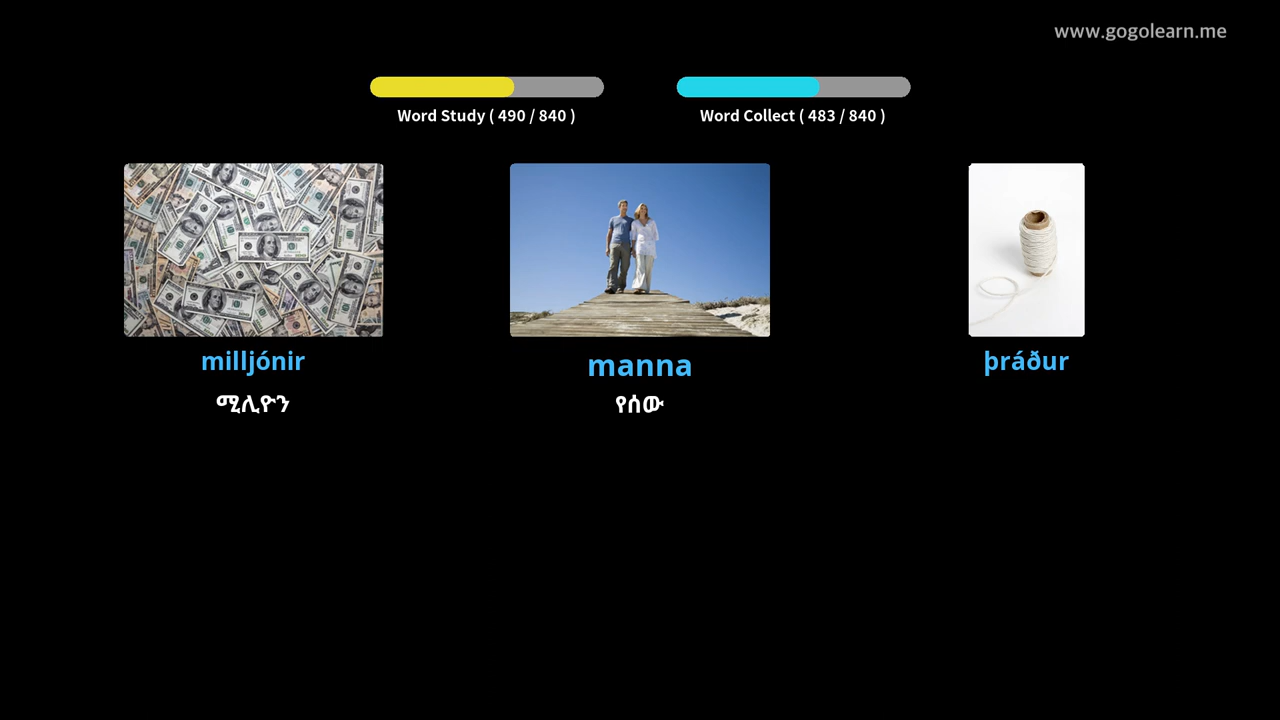 www.gogolearn.me
Word Study ( 490 / 840 )
Word Collect ( 483 / 840 )
milljónir
manna
þráður
ሚሊዮን
የሰው